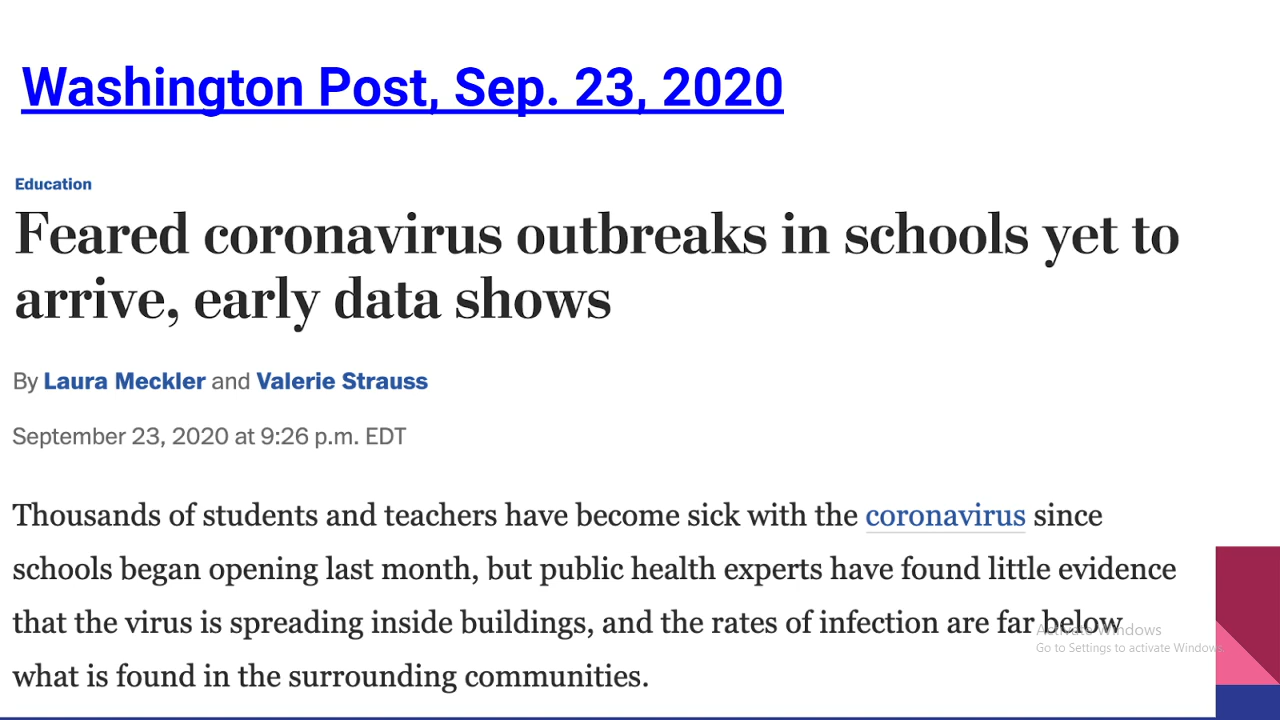 Washington Post, Sep. 23, 2020
Education
Feared coronavirus outbreaks in schools yet to
arrive, early data shows
By Laura Meckler and Valerie Strauss
September 23, 2020 at 9:26 p.m. EDT
Thousands of students and teachers have become sick with the coronavirus since
schools began opening last month, but public health experts have found little evidence
that the virus is spreading inside buildings, and the rates of infection are far below
what is found in the surrounding communities.
Activate Windows
Go to Settings to activate Windows.